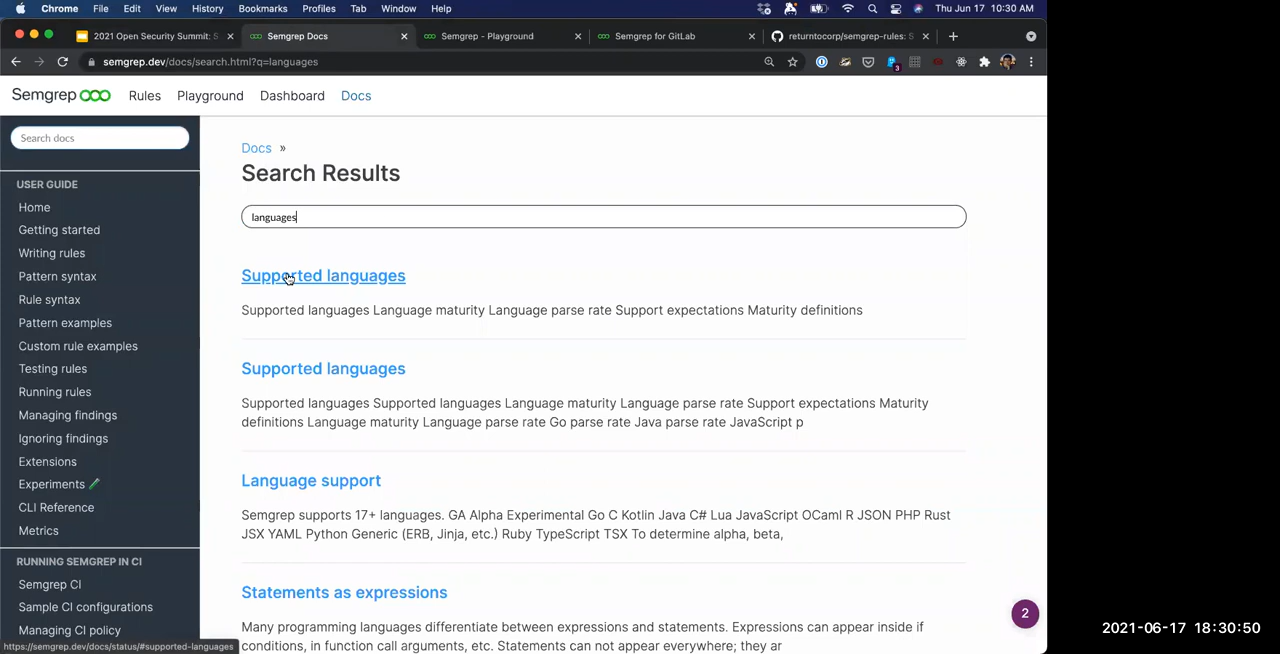 Chrome File Edit View History Bookmarks Profiles Tab Window Help Thu Jun 17 10:30 AM
2021 Open Security Summit: S
Semgrep Docs
Semgrep - Playground
Semgrep for GitLab
returntocorp/semgrep-rules: S
semgrep.dev/docs/search.html?q=languages
3
Semgrep Rules Playground Dashboard Docs
Search docs
USER GUIDE
Home
Getting started
Writing rules
Pattern syntax
Rule syntax
Pattern examples
Custom rule examples
Testing rules
Running rules
Managing findings
Ignoring findings
Extensions
Experiments
CLI Reference
Metrics
RUNNING SEMGREP IN CI
Semgrep CI
Sample CI configurations
Managing CI policy
https://semgrep.dev/docs/status/#supported-languages
Docs »
Search Results
languages
Supported languages
Supported languages Language maturity Language parse rate Support expectations Maturity definitions
Supported languages
Supported languages Supported languages Language maturity Language parse rate Support expectations Maturity
definitions Language maturity Language parse rate Go parse rate Java parse rate JavaScript p
Language support
Semgrep supports 17+ languages. GA Alpha Experimental Go C Kotlin Java C# Lua JavaScript OCaml R JSON PHP Rust
JSX YAML Python Generic (ERB, Jinja, etc.) Ruby TypeScript TSX To determine alpha, beta,
Statements as expressions
Many programming languages differentiate between expressions and statements. Expressions can appear inside if
conditions, in function call arguments, etc. Statements can not appear everywhere; they ar
2
2021-06-17 18:30:50